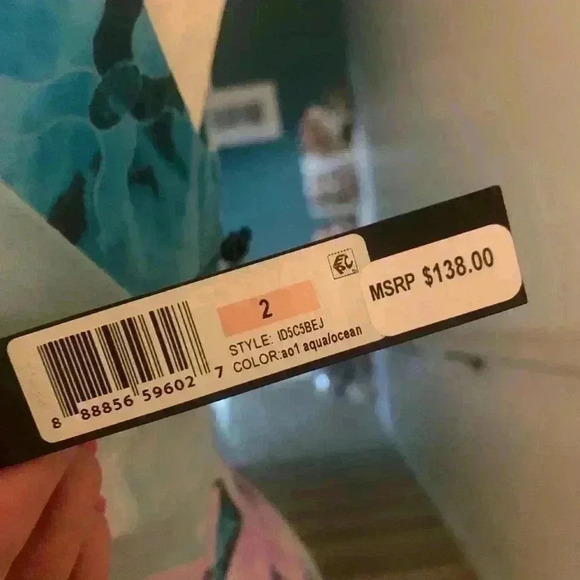 2
STYLE: ID5C5BEJ
COLOR:ao1 aqua/ocean
8 88856 59602 7
MSRP $138.00